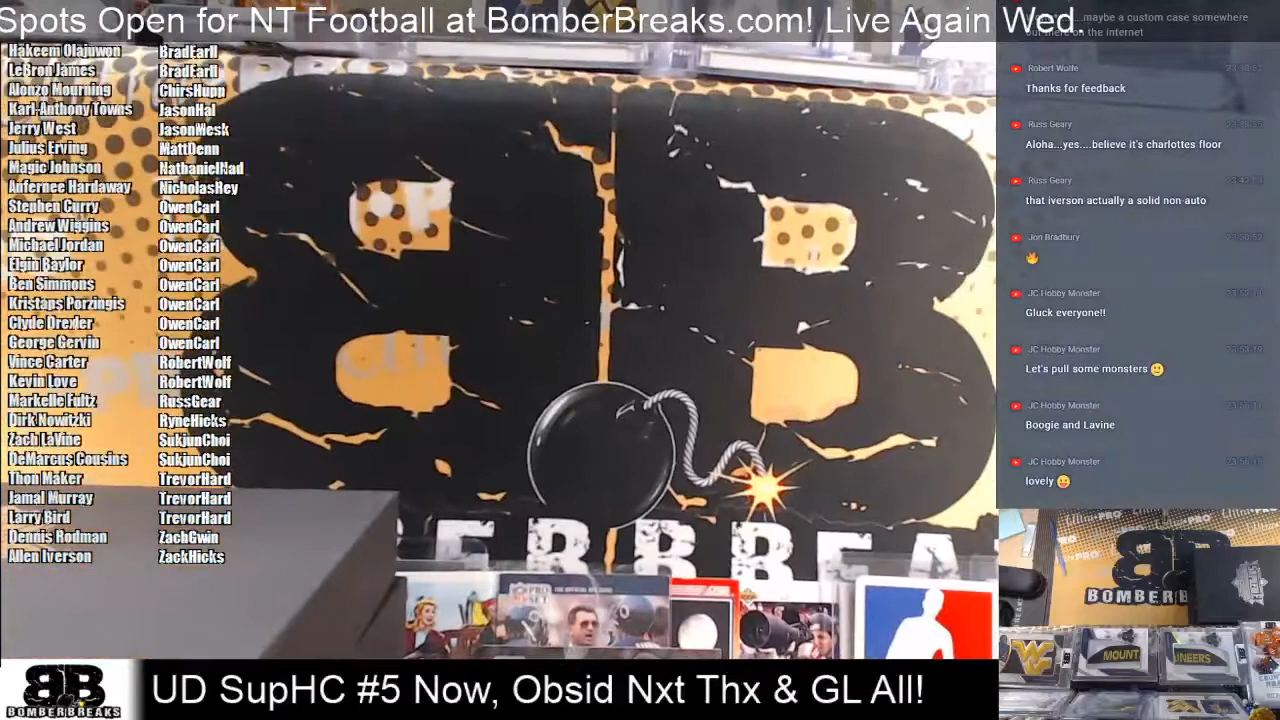 Spots Open for NT Football at BomberBreaks.com! Live Again Wed.
Hakeem Olajuwon BradEarll
LeBron James BradEarll
Alonzo Mourning ChirsHupp
Karl-Anthony Towns JasonHal
Jerry West JasonMesk
Julius Erving MattDenn
Magic Johnson NathanielNad
Anfernee Hardaway NicholasRey
Stephen Curry OwenCarl
Andrew Wiggins OwenCarl
Michael Jordan OwenCarl
Elgin Baylor OwenCarl
Ben Simmons OwenCarl
Kristaps Porzingis OwenCarl
Clyde Drexler OwenCarl
George Gervin OwenCarl
Vince Carter RobertWolf
Kevin Love RobertWolf
Markelle Fultz RussGear
Dirk Nowitzki RyneHicks
Zach LaVine SukjunChoi
DeMarcus Cousins SukjunChoi
Thon Maker TrevorHard
Jamal Murray TrevorHard
Larry Bird TrevorHard
Dennis Rodman ZachGwin
Allen Iverson ZackHicks
...maybe a custom case somewhere
out there on the internet
Robert Wolfe
Thanks for feedback
Russ Geary
Aloha...yes....believe it's charlottes floor
Russ Geary
that iverson actually a solid non-auto
Jon Bradbury
🔥
JC Hobby Monster
Gluck everyone!!
JC Hobby Monster
Let's pull some monsters 🙂
JC Hobby Monster
Boogie and Lavine
JC Hobby Monster
lovely 😛
BOMBERB
MOUNT
INEERS
PRO SET
BB
BOMBERBREAKS
UD SupHC #5 Now, Obsid Nxt Thx & GL All!